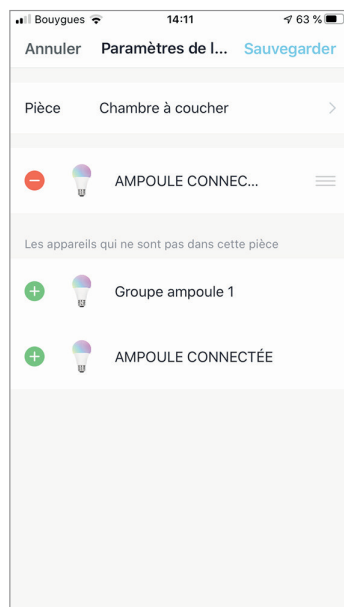 Bouygues 14:11 63 %
Annuler Paramètres de l... Sauvegarder
Pièce Chambre à coucher
AMPOULE CONNEC...
Les appareils qui ne sont pas dans cette pièce
Groupe ampoule 1
AMPOULE CONNECTÉE